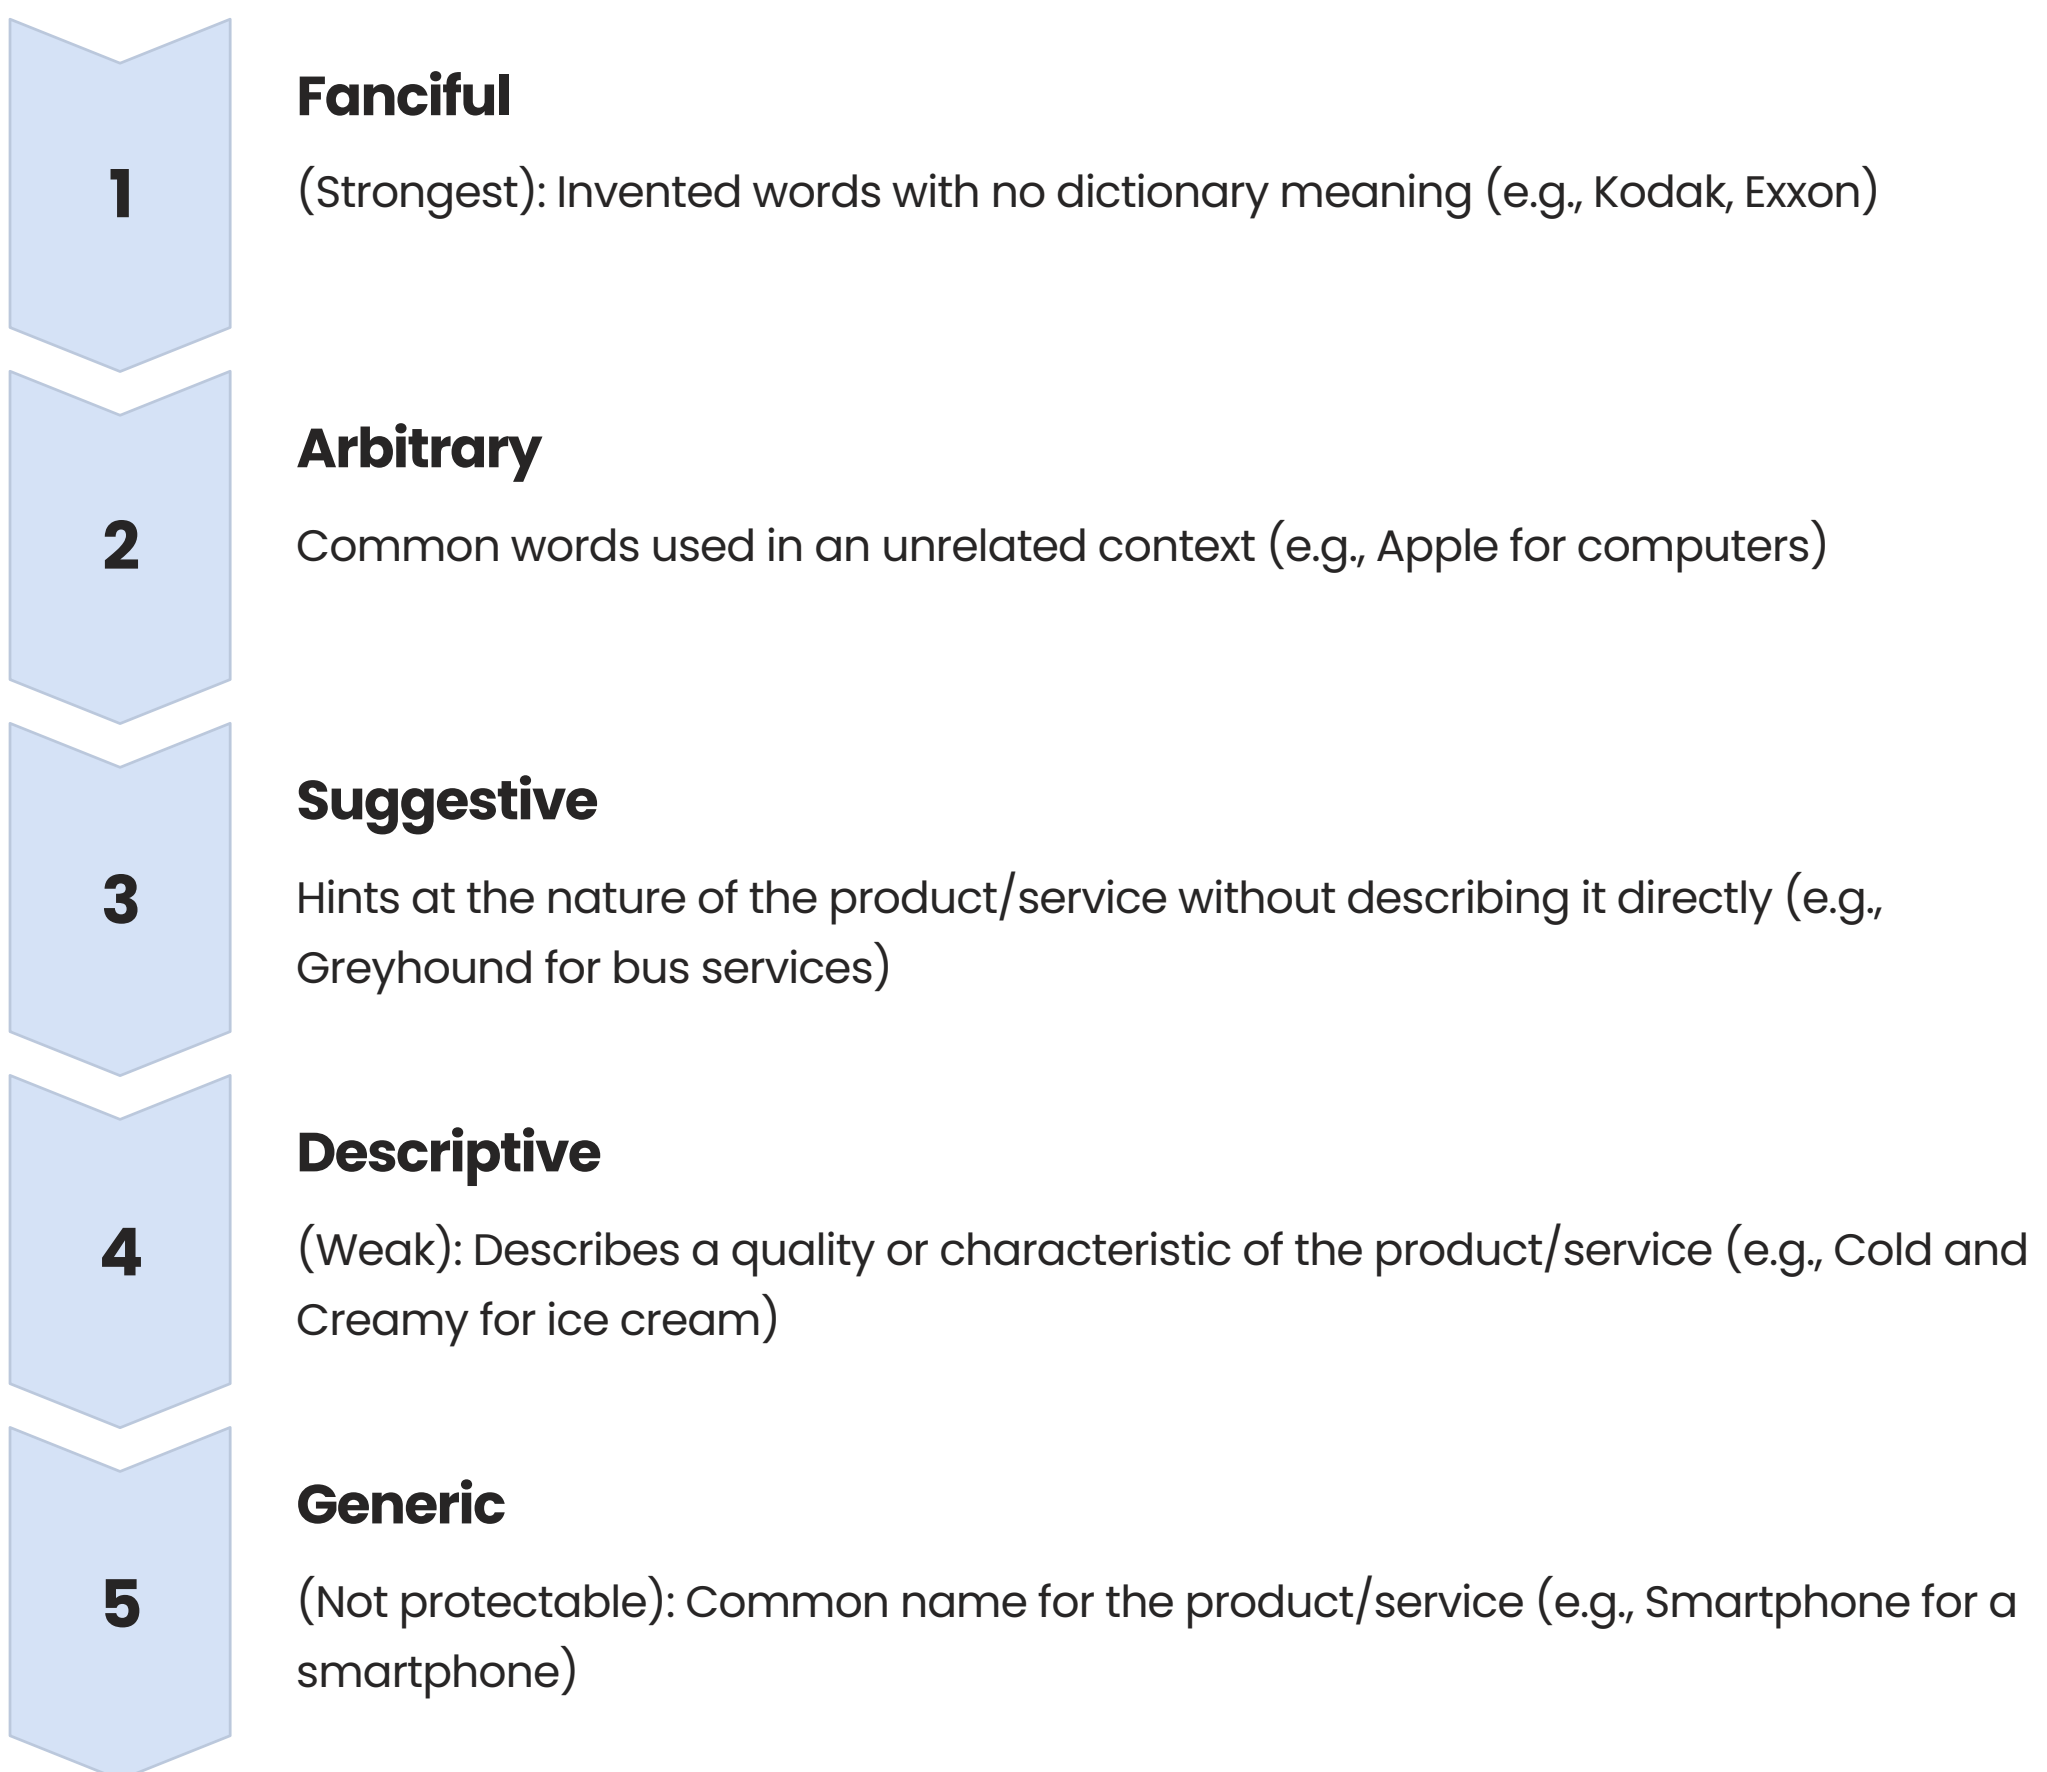 1
Fanciful
(Strongest): Invented words with no dictionary meaning (e.g., Kodak, Exxon)
2
Arbitrary
Common words used in an unrelated context (e.g., Apple for computers)
3
Suggestive
Hints at the nature of the product/service without describing it directly (e.g.,
Greyhound for bus services)
4
Descriptive
(Weak): Describes a quality or characteristic of the product/service (e.g., Cold and
Creamy for ice cream)
5
Generic
(Not protectable): Common name for the product/service (e.g., Smartphone for a
smartphone)